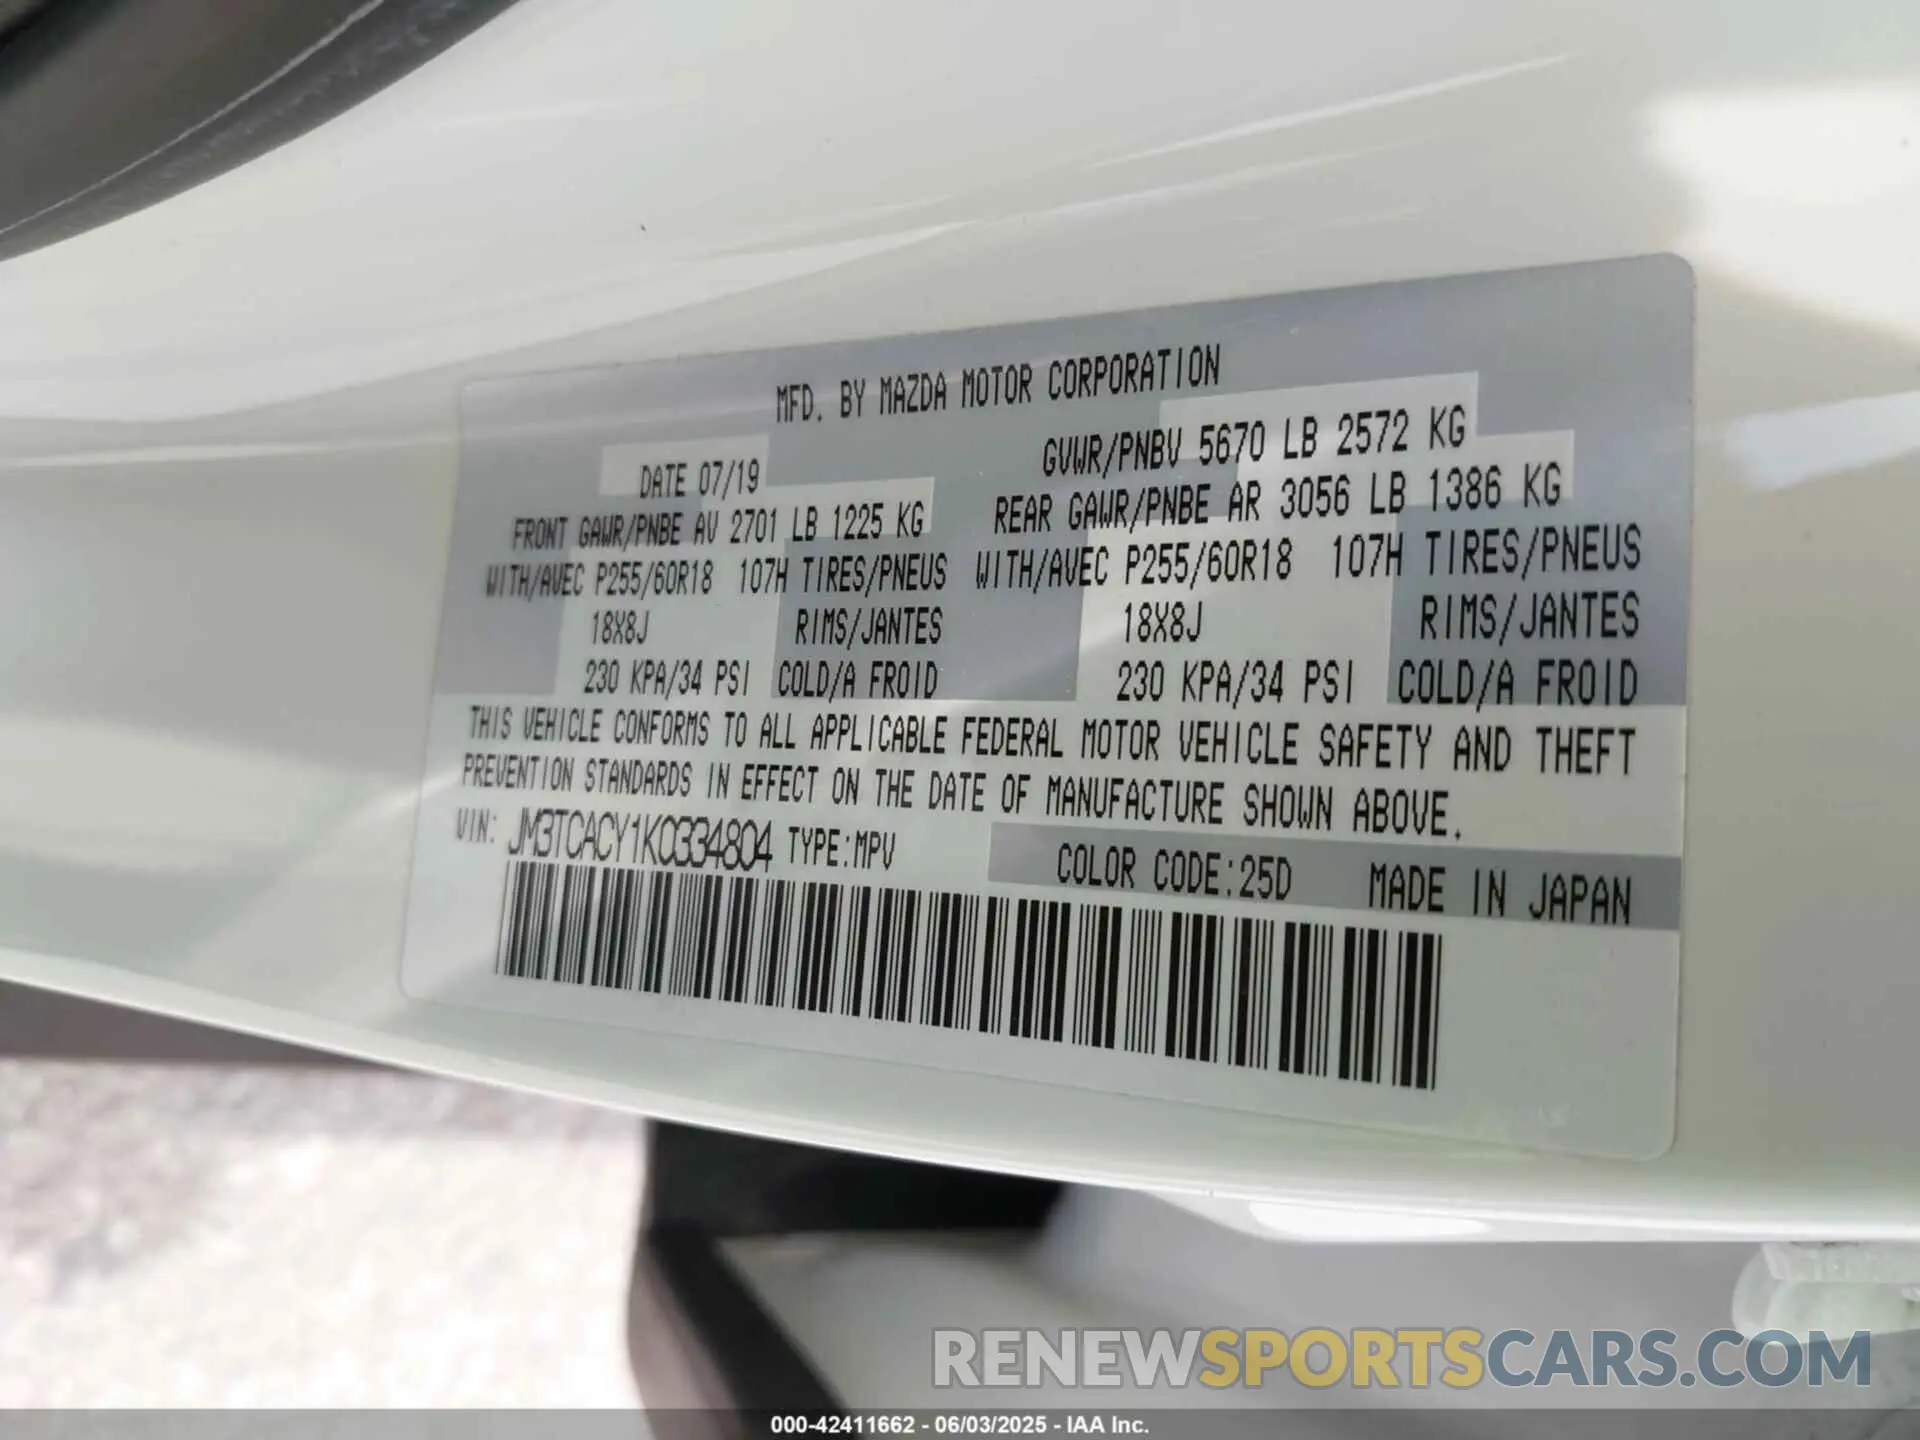 MFD. BY MAZDA MOTOR CORPORATION
DATE 07/19 GVWR/PNBV 5670 LB 2572 KG
FRONT GAWR/PNBE AV 2701 LB 1225 KG REAR GAWR/PNBE AR 3056 LB 1386 KG
WITH/AVEC P255/60R18 107H TIRES/PNEUS WITH/AVEC P255/60R18 107H TIRES/PNEUS
18X8J RIMS/JANTES 18X8J RIMS/JANTES
230 KPA/34 PSI COLD/A FROID 230 KPA/34 PSI COLD/A FROID
THIS VEHICLE CONFORMS TO ALL APPLICABLE FEDERAL MOTOR VEHICLE SAFETY AND THEFT
PREVENTION STANDARDS IN EFFECT ON THE DATE OF MANUFACTURE SHOWN ABOVE.
VIN: JM3TCACY1K0334804 TYPE:MPV COLOR CODE:25D MADE IN JAPAN
RENEWSPORTSCARS.COM
000-42411662 - 06/03/2025 - IAA Inc.